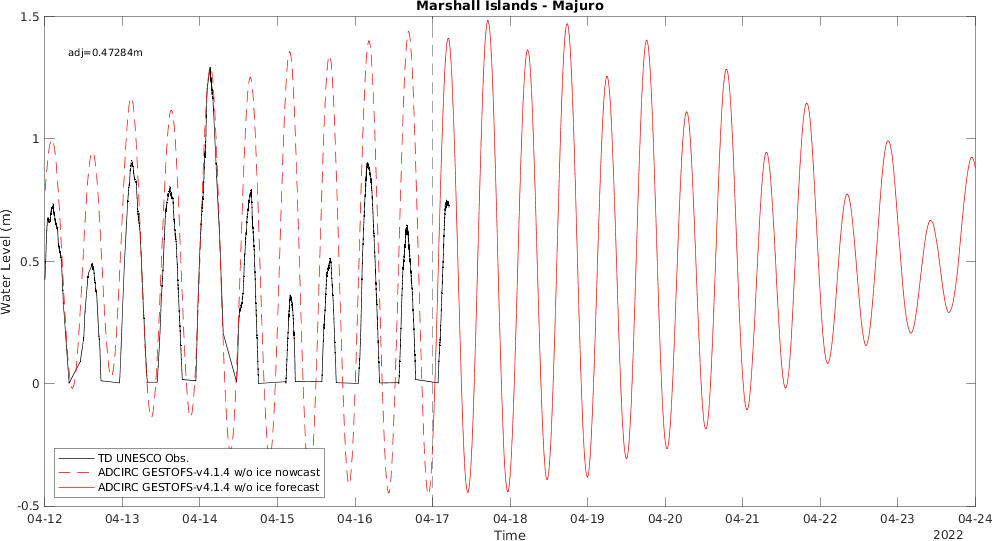 Marshall Islands - Majuro
1.5
adj=0.47284m
1
0.5
0
-0.5
Water Level (m)
TD UNESCO Obs.
ADCIRC GESTOFS-v4.1.4 w/o ice nowcast
ADCIRC GESTOFS-v4.1.4 w/o ice forecast
04-12 04-13 04-14 04-15 04-16 04-17 04-18 04-19 04-20 04-21 04-22 04-23 04-24
Time
2022